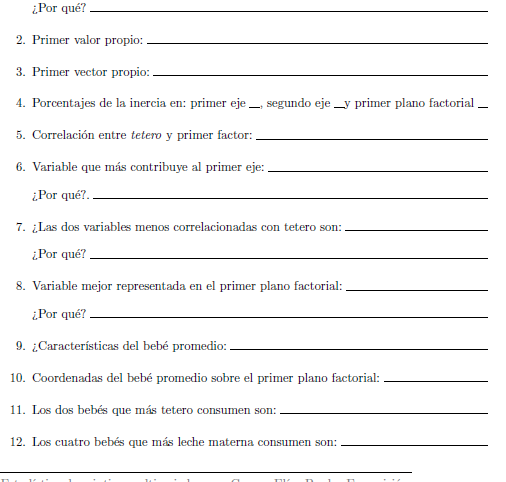 ¿Por qué?
2. Primer valor propio:
3. Primer vector propio:
4. Porcentajes de la inercia en: primer eje __, segundo eje __y primer plano factorial __
5. Correlación entre tetero y primer factor:
6. Variable que más contribuye al primer eje:
¿Por qué?.
7. ¿Las dos variables menos correlacionadas con tetero son:
¿Por qué?
8. Variable mejor representada en el primer plano factorial:
¿Por qué?
9. ¿Características del bebé promedio:
10. Coordenadas del bebé promedio sobre el primer plano factorial:
11. Los dos bebés que más tetero consumen son:
12. Los cuatro bebés que más leche materna consumen son: